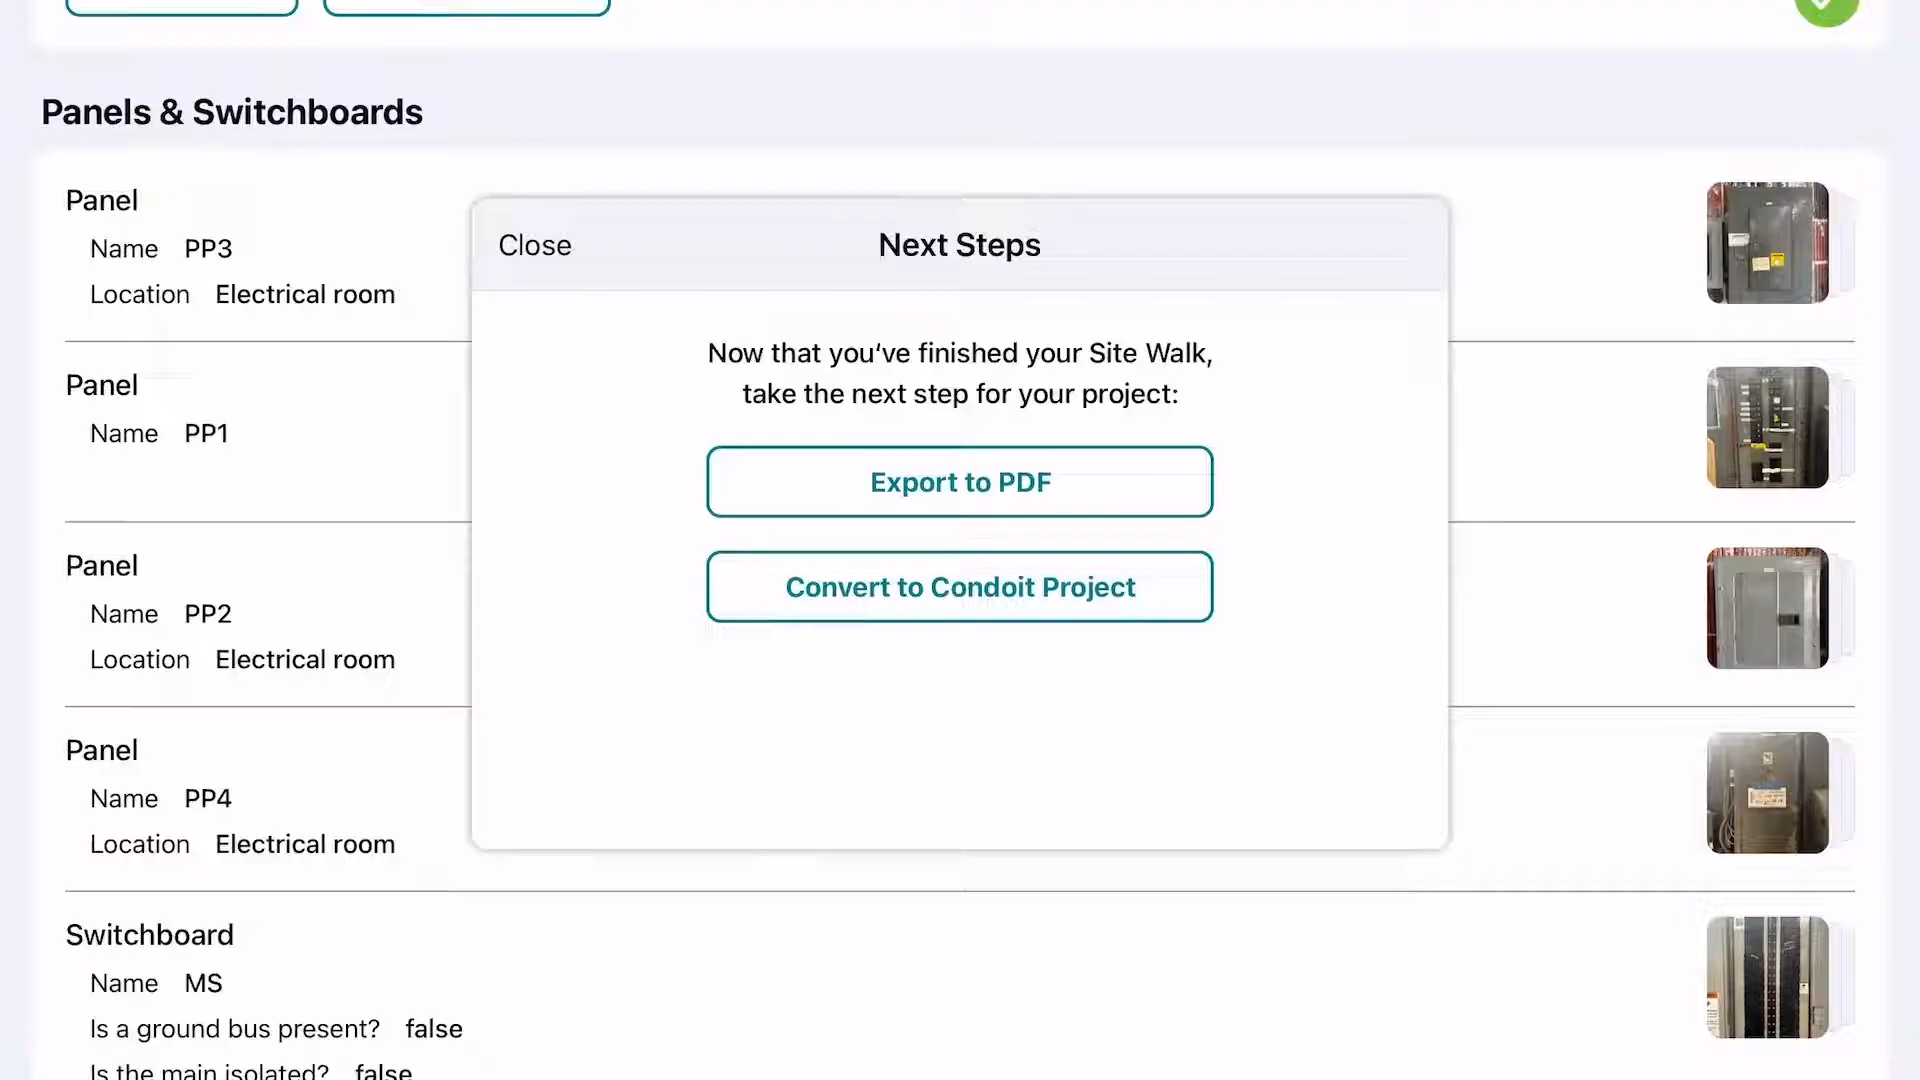 Panels & Switchboards
Panel
Name PP3
Location Electrical room
Panel
Name PP1
Panel
Name PP2
Location Electrical room
Panel
Name PP4
Location Electrical room
Switchboard
Name MS
Is a ground bus present? false
Is the main isolated? false
Close
Next Steps
Now that you‘ve finished your Site Walk,
take the next step for your project:
Export to PDF
Convert to Condoit Project